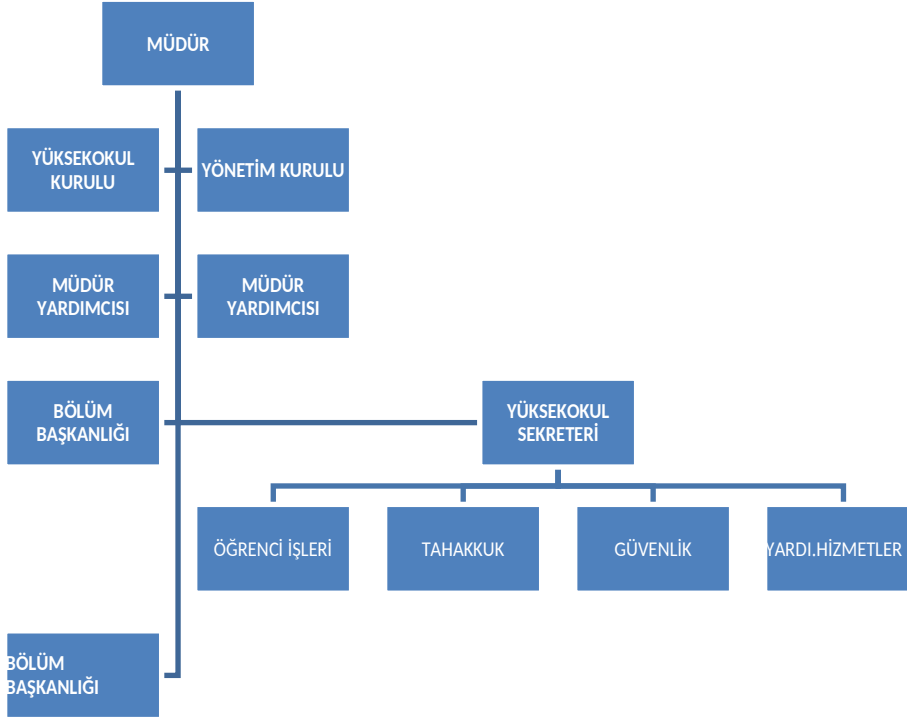 MÜDÜR
YÜKSEKOKUL
KURULU
YÖNETİM KURULU
MÜDÜR
YARDIMCISI
MÜDÜR
YARDIMCISI
BÖLÜM
BAŞKANLIĞI
YÜKSEKOKUL
SEKRETERİ
ÖĞRENCİ İŞLERİ
TAHAKKUK
GÜVENLİK
YARDI.HİZMETLER
BÖLÜM
BAŞKANLIĞI